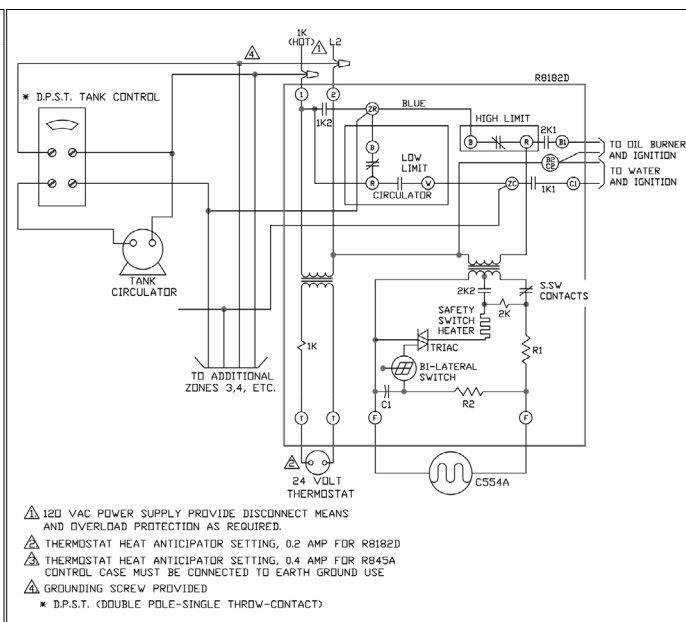 1K
(HOT) 1 L2
4
R8182D
* D.P.S.T. TANK CONTROL
1 2
ZR BLUE
1K2
HIGH LIMIT
2K1
B R B1
TO OIL BURNER
AND IGNITION
B
LOW
LIMIT
B2
C2
TO WATER
AND IGNITION
R W ZC C1
CIRCULATOR
1K1
TANK
CIRCULATOR
2K2
S.SW
CONTACTS
SAFETY
SWITCH
HEATER
2K
1K
TRIAC
R1
BI-LATERAL
SWITCH
TO ADDITIONAL
ZONES 3,4, ETC.
C1
R2
T T F F
2
24 VOLT
THERMOSTAT
C554A
1. 120 VAC POWER SUPPLY PROVIDE DISCONNECT MEANS
AND OVERLOAD PROTECTION AS REQUIRED.
2. THERMOSTAT HEAT ANTICIPATOR SETTING, 0.2 AMP FOR R8182D
3. THERMOSTAT HEAT ANTICIPATOR SETTING, 0.4 AMP FOR R845A
CONTROL CASE MUST BE CONNECTED TO EARTH GROUND USE
4. GROUNDING SCREW PROVIDED
* D.P.S.T. (DOUBLE POLE-SINGLE THROW-CONTACT)